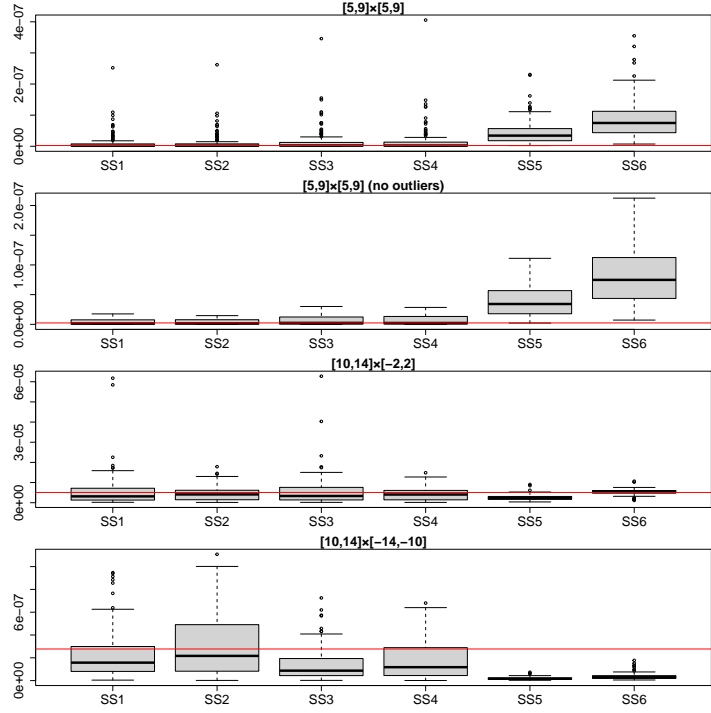 [5,9]×[5,9]
4e−07
2e−07
0e+00
SS1 SS2 SS3 SS4 SS5 SS6
[5,9]×[5,9] (no outliers)
2.0e−07
1.0e−07
0.0e+00
SS1 SS2 SS3 SS4 SS5 SS6
[10,14]×[−2,2]
6e−05
3e−05
0e+00
SS1 SS2 SS3 SS4 SS5 SS6
[10,14]×[−14,−10]
6e−07
0e+00
SS1 SS2 SS3 SS4 SS5 SS6